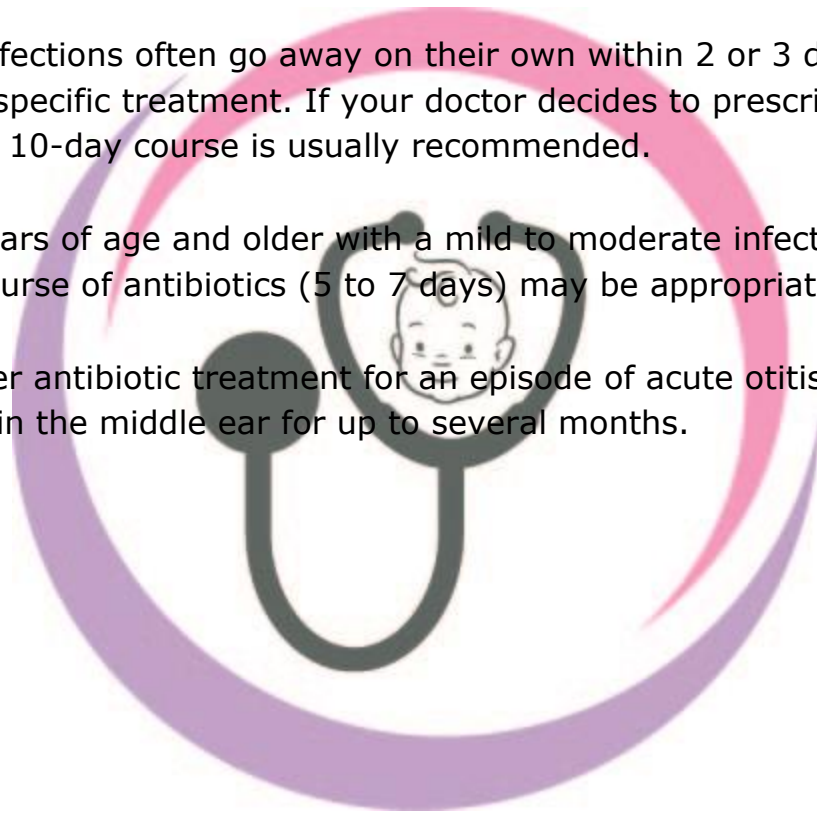 fections often go away on their own within 2 or 3 d
specific treatment. If your doctor decides to prescri
10-day course is usually recommended.
ars of age and older with a mild to moderate infect
urse of antibiotics (5 to 7 days) may be appropriat
er antibiotic treatment for an episode of acute otitis
in the middle ear for up to several months.